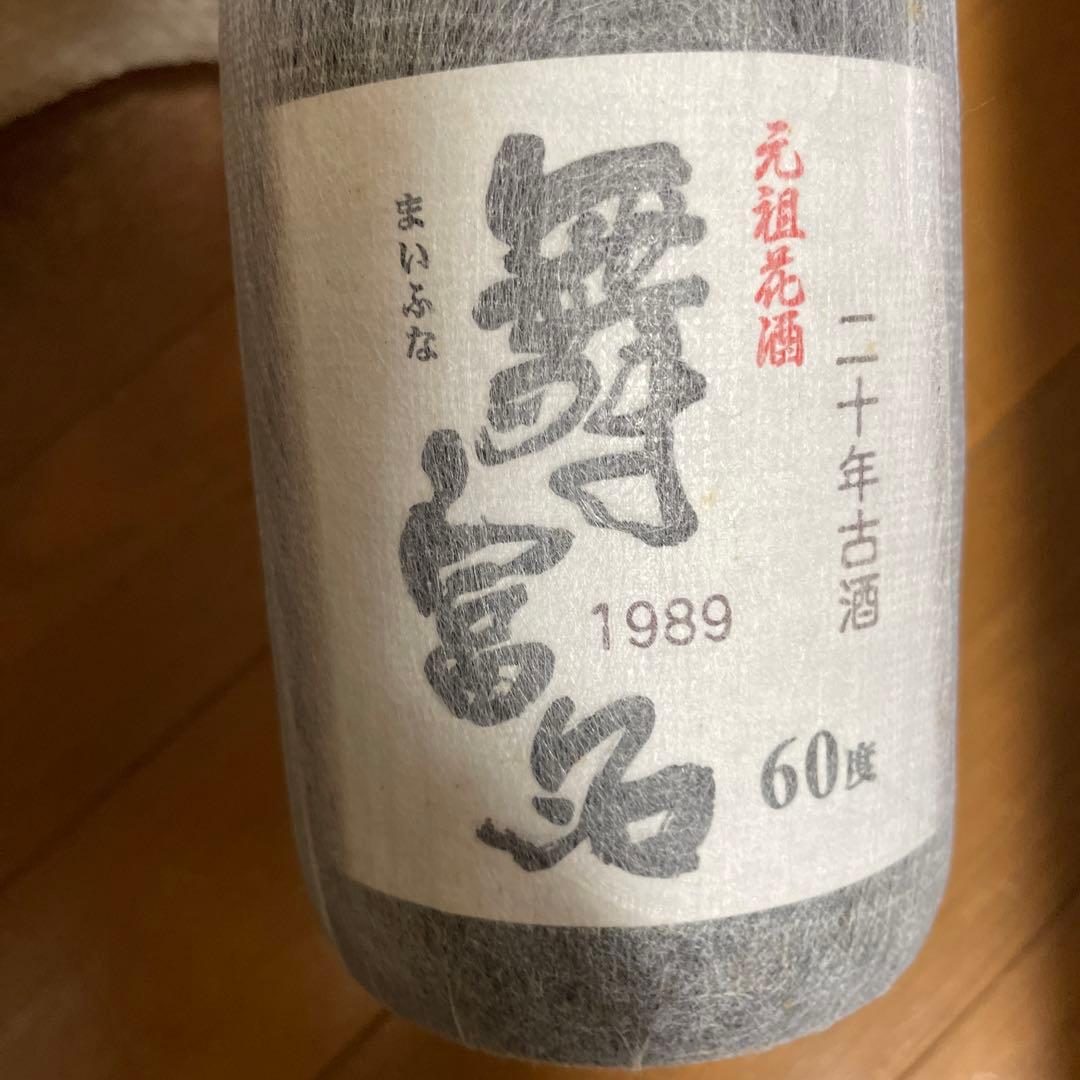 二十年古酒
元祖花酒
舞富名
まいふな
1989
60度